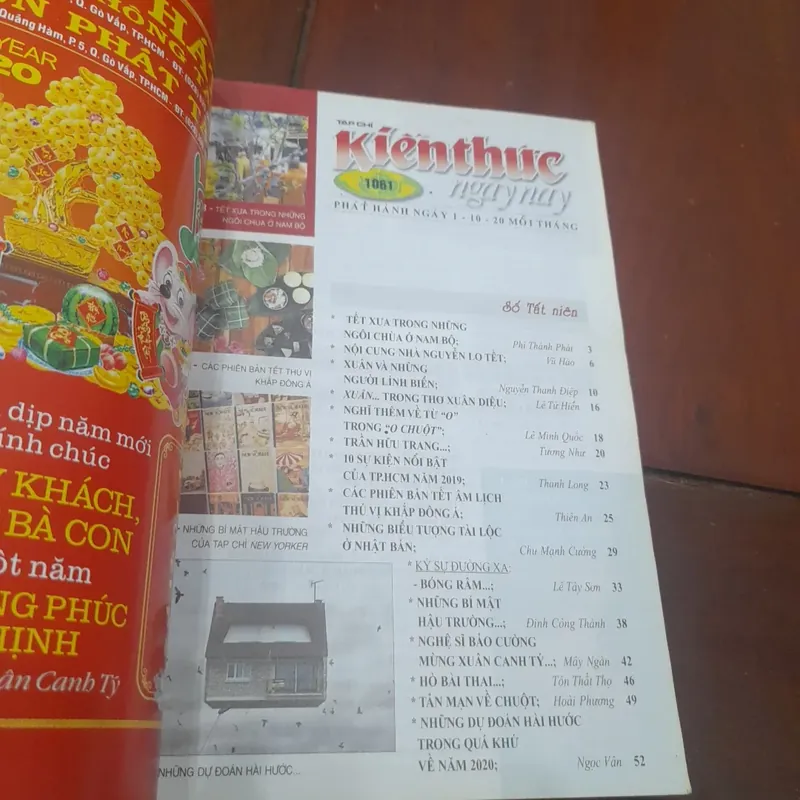 YEAR
20
dịp năm mới
ính chúc
KHÁCH,
BÀ CON
ột năm
NG PHÚC
HỊNH
ân Canh Tý
TẠP CHÍ
Kiến thức
ngày nay
1061
PHÁT HÀNH NGÀY 1 - 10 - 20 MỖI THÁNG
• TẾT XƯA TRONG NHỮNG
NGÔI CHÙA Ở NAM BỘ
• CÁC PHIÊN BẢN TẾT THÚ VỊ
KHẮP ĐÔNG Á
• NHỮNG BÍ MẬT HẬU TRƯỜNG
CỦA TẠP CHÍ NEW YORKER
NHỮNG DỰ ĐOÁN HÀI HƯỚC...
Số Tất niên
* TẾT XƯA TRONG NHỮNG
NGÔI CHÙA Ở NAM BỘ; Phi Thành Phát 3
* NỘI CUNG NHÀ NGUYỄN LO TẾT; Vũ Hào 6
* XUÂN VÀ NHỮNG
NGƯỜI LÍNH BIỂN; Nguyễn Thanh Điệp 10
* XUÂN... TRONG THƠ XUÂN DIỆU; Lê Từ Hiển 16
* NGHĨ THÊM VỀ TỪ "O"
TRONG "O CHUỘT"; Lê Minh Quốc 18
* TRẦN HỮU TRANG...; Tường Như 20
* 10 SỰ KIỆN NỔI BẬT
CỦA TP.HCM NĂM 2019; Thanh Long 23
* CÁC PHIÊN BẢN TẾT ÂM LỊCH
THÚ VỊ KHẮP ĐÔNG Á; Thiên An 25
* NHỮNG BIỂU TƯỢNG TÀI LỘC
Ở NHẬT BẢN; Chu Mạnh Cường 29
* KÝ SỰ ĐƯỜNG XA:
- BÓNG RÂM...; Lê Tây Sơn 33
* NHỮNG BÍ MẬT
HẬU TRƯỜNG...; Đinh Công Thành 38
* NGHỆ SĨ BẢO CƯỜNG
MỪNG XUÂN CANH TÝ...; Mây Ngàn 42
* HÒ BÀI THAI...; Tôn Thất Thọ 46
* TẢN MẠN VỀ CHUỘT; Hoài Phương 49
* NHỮNG DỰ ĐOÁN HÀI HƯỚC
TRONG QUÁ KHỨ
VỀ NĂM 2020; Ngọc Vân 52